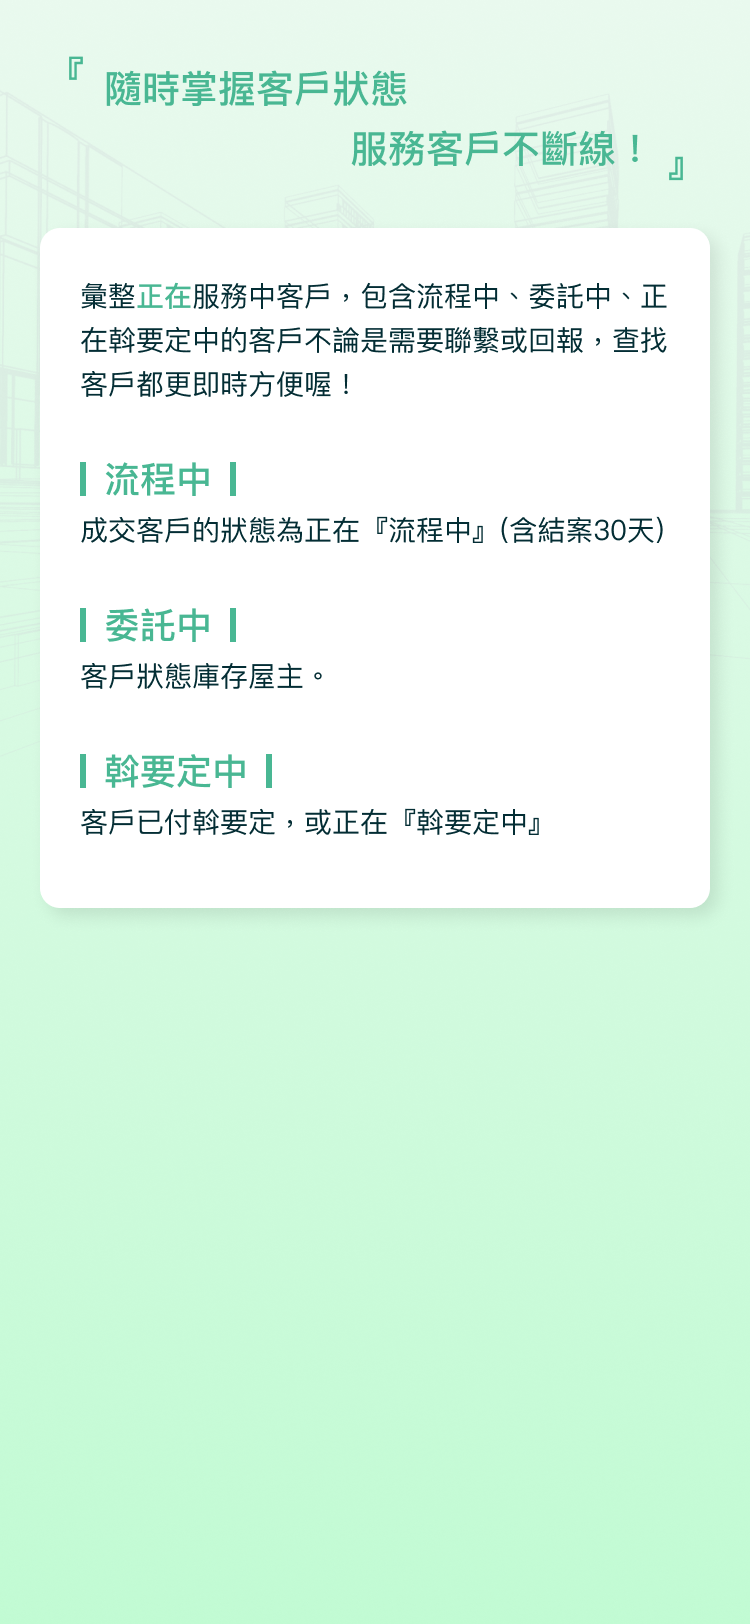 『 隨時掌握客戶狀態
服務客戶不斷線！ 』
彙整正在服務中客戶，包含流程中、委託中、正
在斡要定中的客戶不論是需要聯繫或回報，查找
客戶都更即時方便喔！
流程中
成交客戶的狀態為正在『流程中』(含結案30天)
委託中
客戶狀態庫存屋主。
斡要定中
客戶已付斡要定，或正在『斡要定中』